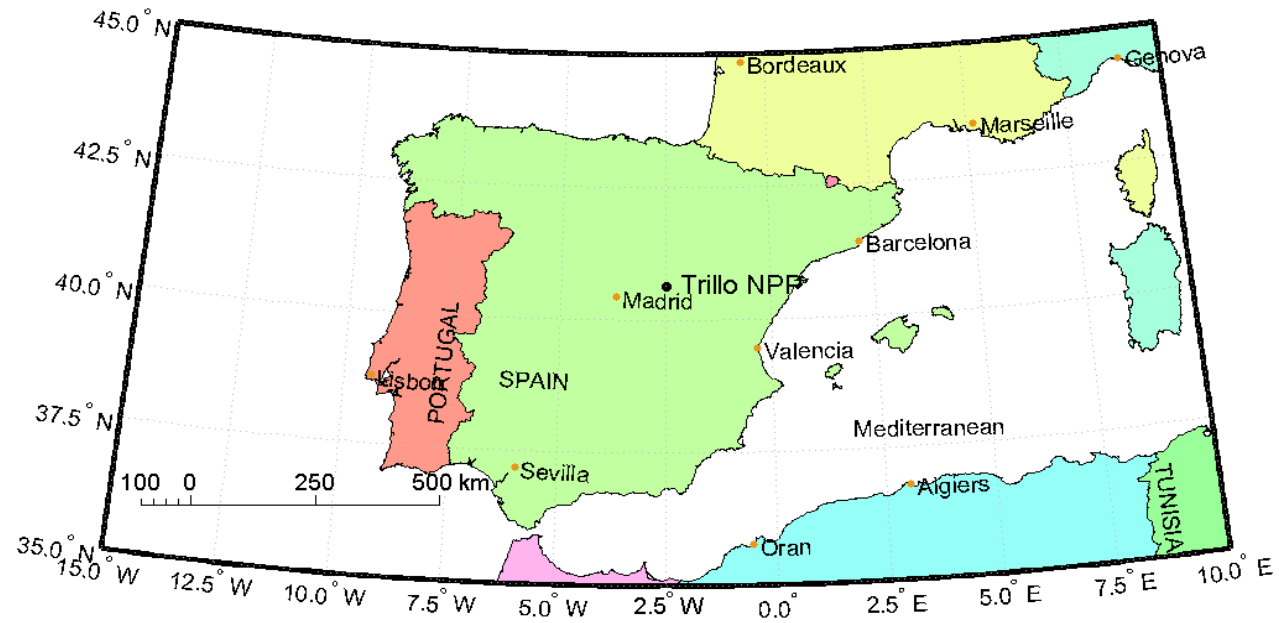 45.0° N
Bordeaux
Genova
Marseille
42.5° N
Barcelona
40.0° N
Trillo NPP
Madrid
Valencia
PORTUGAL
Lisbon
SPAIN
37.5° N
Mediterranean
Sevilla
100 0 250 500 km
Algiers
TUNISIA
35.0° N
Oran
15.0° W 12.5° W 10.0° W 7.5° W 5.0° W 2.5° W 0.0° 2.5° E 5.0° E 7.5° E 10.0° E